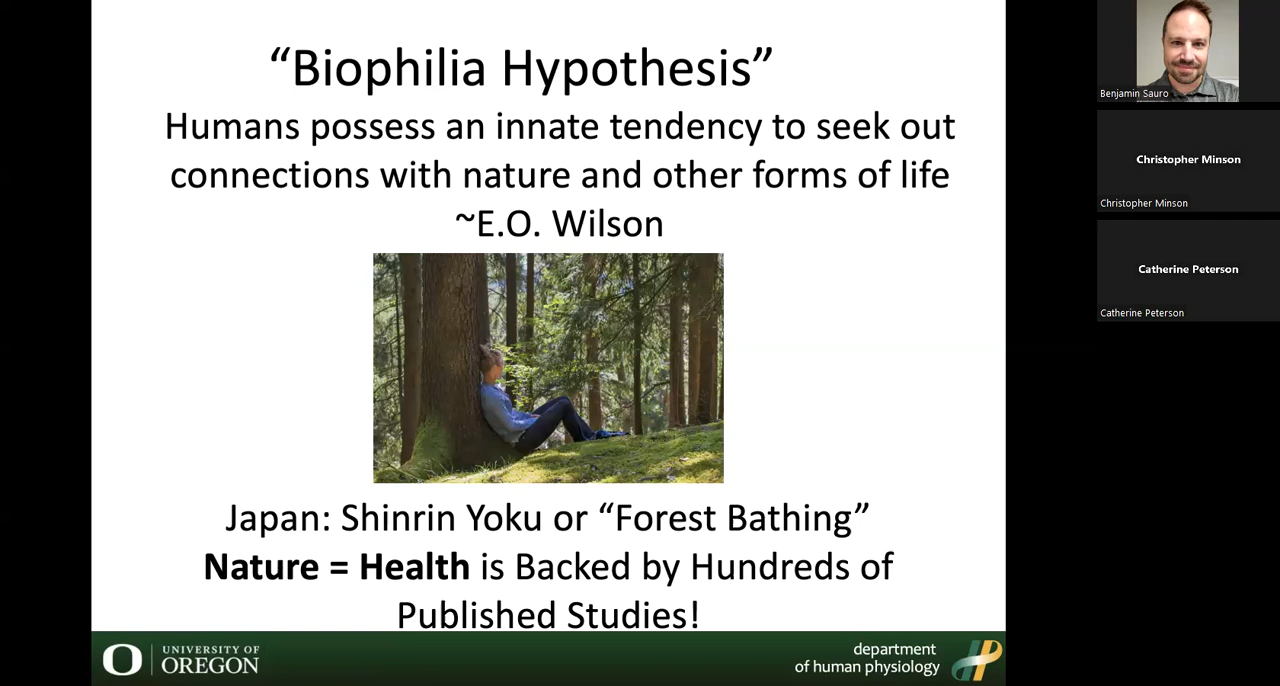 “Biophilia Hypothesis”
Humans possess an innate tendency to seek out
connections with nature and other forms of life
~E.O. Wilson
Japan: Shinrin Yoku or “Forest Bathing”
Nature = Health is Backed by Hundreds of
Published Studies!
O
UNIVERSITY OF
OREGON
department
of human physiology
hp
Benjamin Sauro
Christopher Minson
Christopher Minson
Catherine Peterson
Catherine Peterson